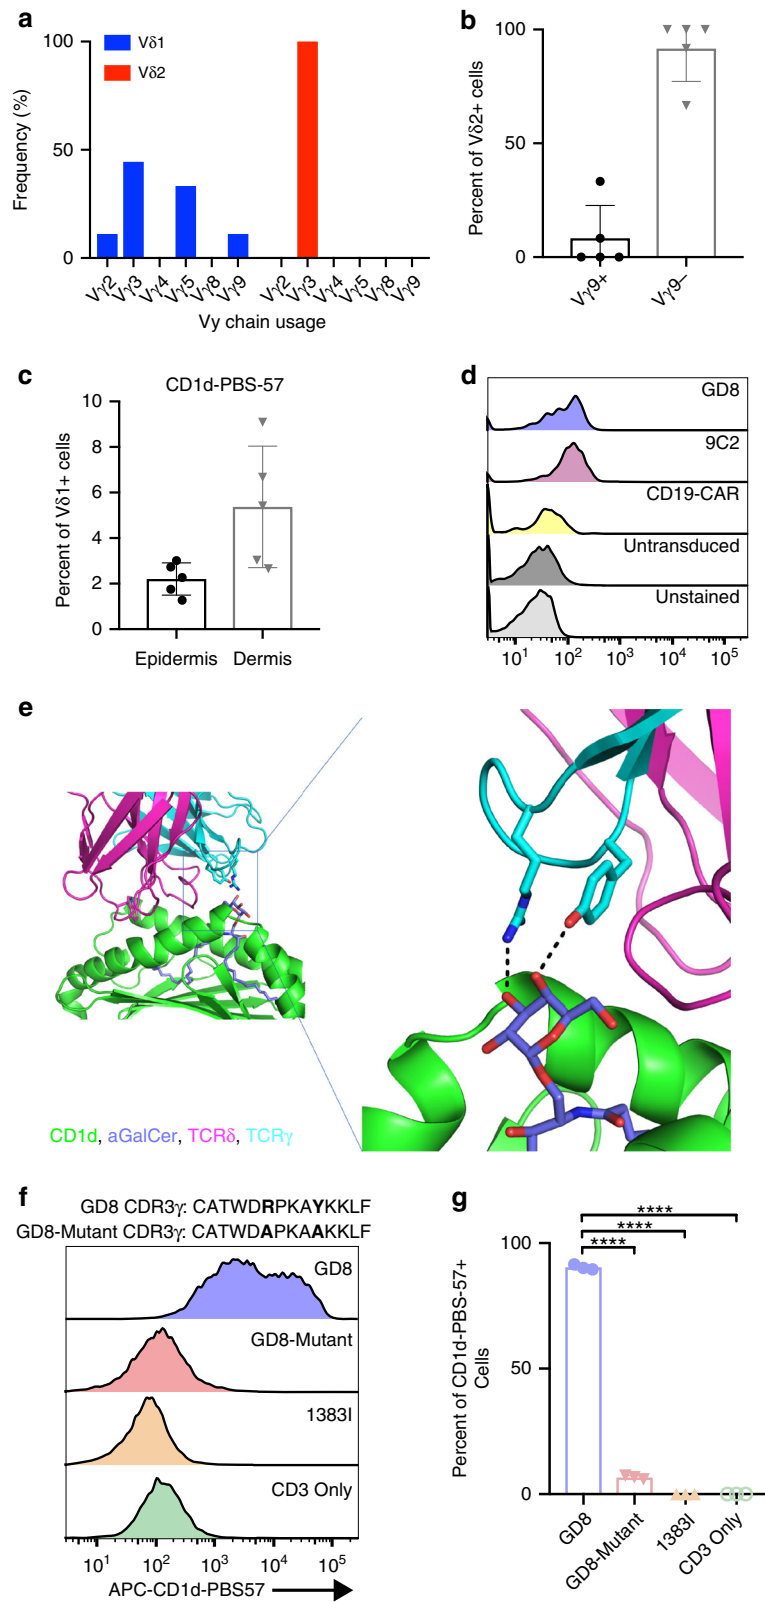 a
Vδ1
Vδ2
Frequency (%)
100
50
0
Vγ2 Vγ3 Vγ4 Vγ5 Vγ8 Vγ9 Vγ2 Vγ3 Vγ4 Vγ5 Vγ8 Vγ9
Vy chain usage
b
Percent of Vδ2+ cells
100
50
0
Vγ9+ Vγ9–
c
CD1d-PBS-57
Percent of Vδ1+ cells
10
8
6
4
2
0
Epidermis Dermis
d
GD8
9C2
CD19-CAR
Untransduced
Unstained
10¹ 10² 10³ 10⁴ 10⁵
e
CD1d, aGalCer, TCRδ, TCRγ
f
GD8 CDR3γ: CATWDRPKAYKKLF
GD8-Mutant CDR3γ: CATWDAPKAAKKLF
GD8
GD8-Mutant
1383I
CD3 Only
10¹ 10² 10³ 10⁴ 10⁵
APC-CD1d-PBS57
g
****
****
****
Percent of CD1d-PBS-57+
Cells
100
50
0
GD8 GD8-Mutant 1383I CD3 Only